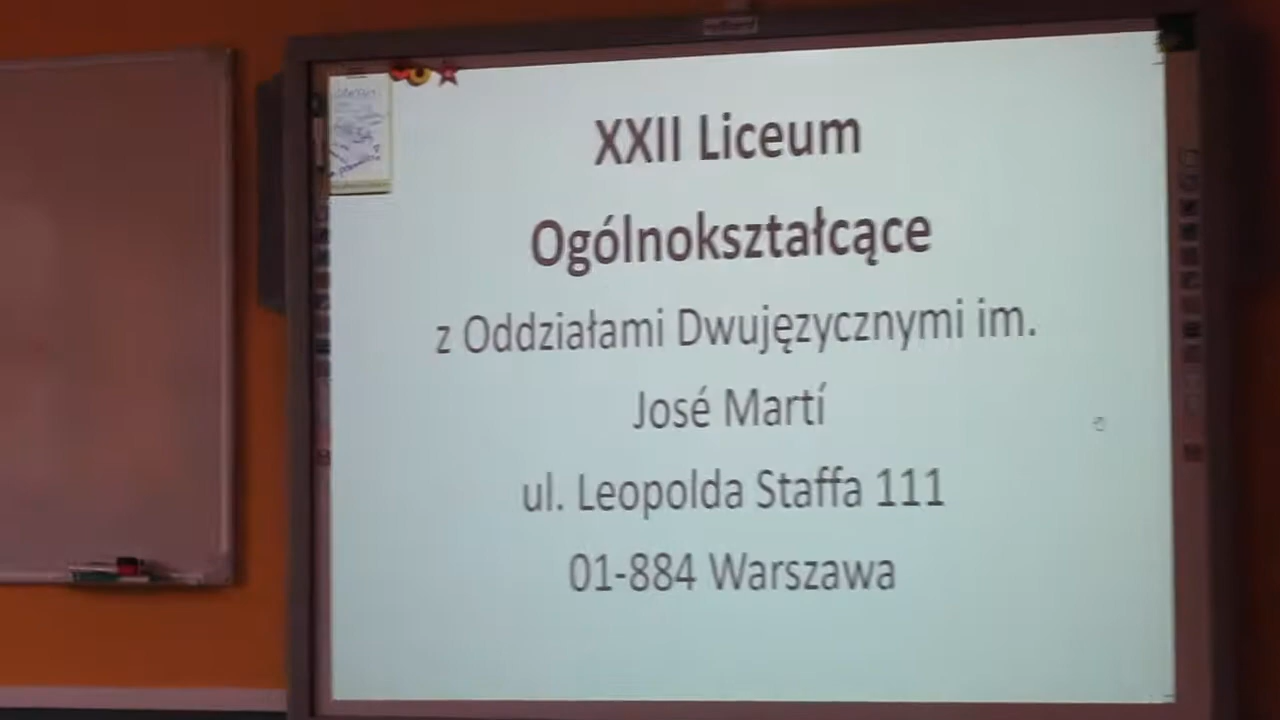 XXII Liceum
Ogólnokształcące
z Oddziałami Dwujęzycznymi im.
José Martí
ul. Leopolda Staffa 111
01-884 Warszawa